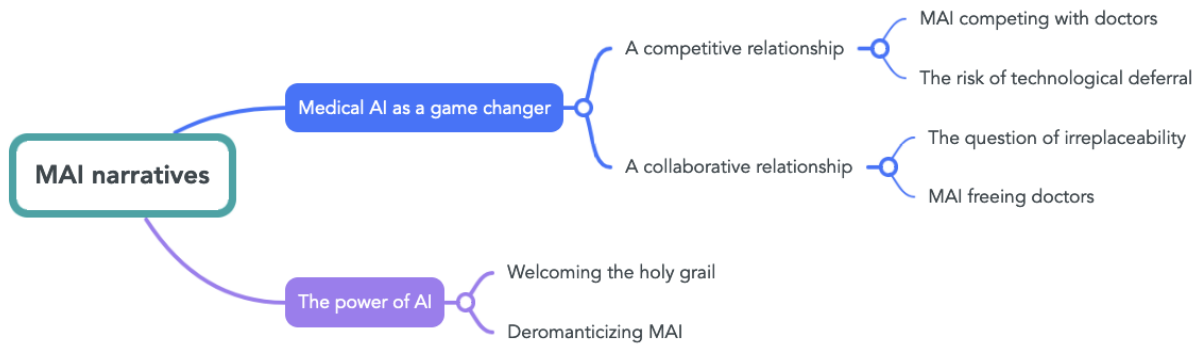 MAI narratives
Medical AI as a game changer
A competitive relationship
MAI competing with doctors
The risk of technological deferral
A collaborative relationship
The question of irreplaceability
MAI freeing doctors
The power of AI
Welcoming the holy grail
Deromanticizing MAI